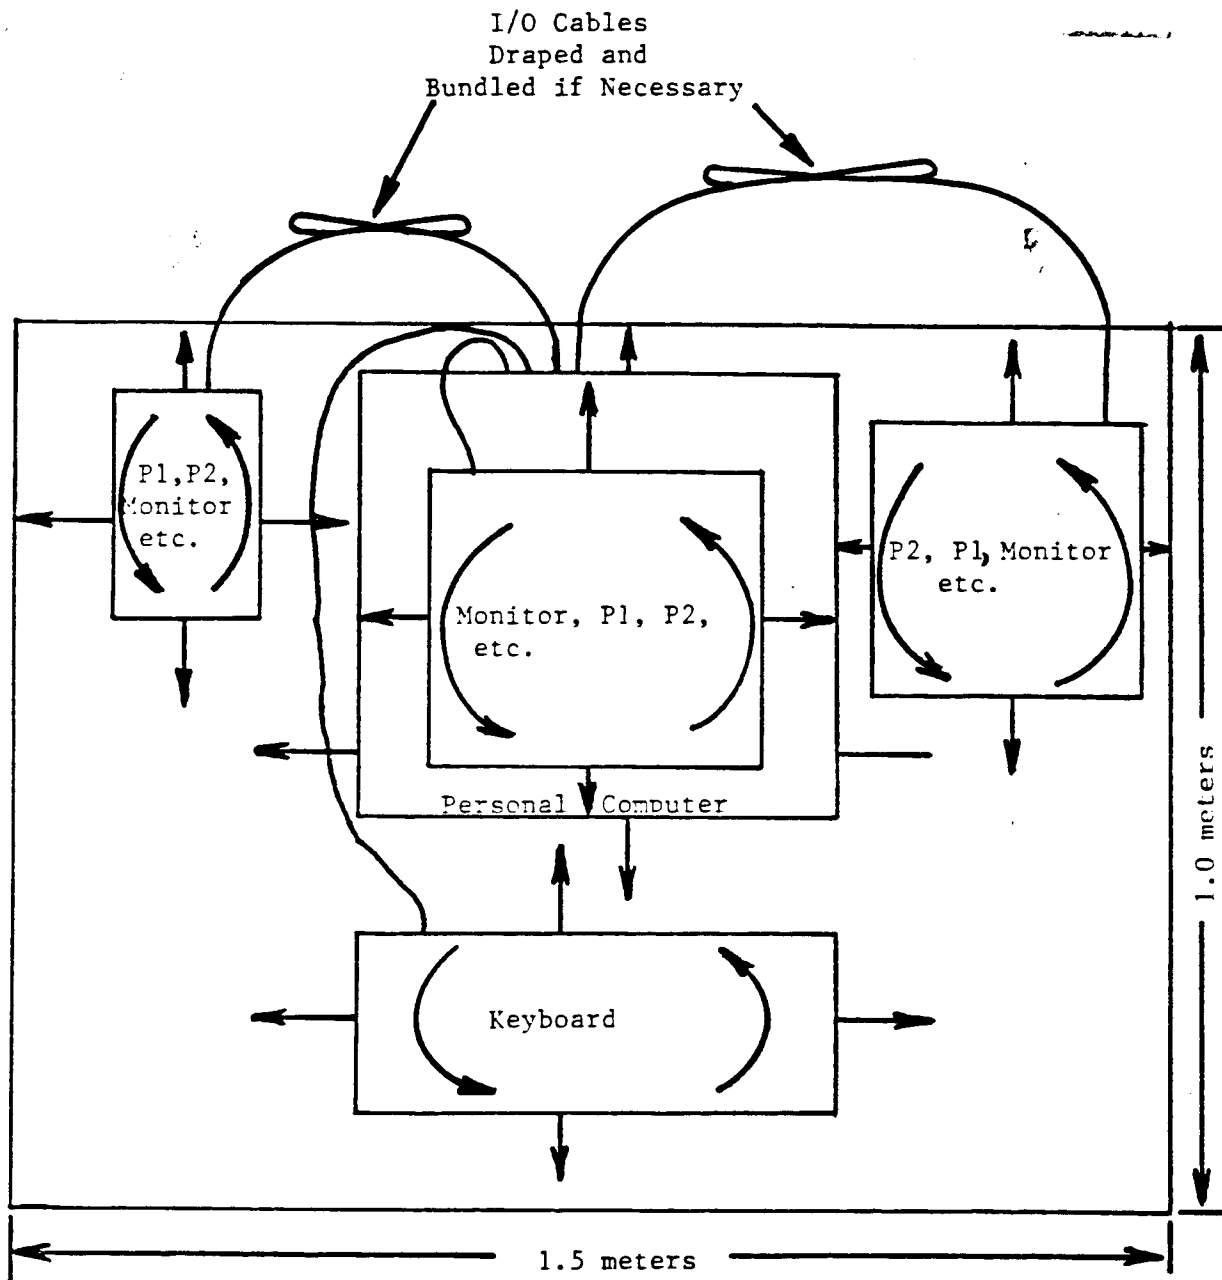 I/O Cables
Draped and
Bundled if Necessary
P1,P2,
Monitor
etc.
Monitor, P1, P2,
etc.
P2, P1, Monitor
etc.
Personal Computer
Keyboard
1.0 meters
1.5 meters